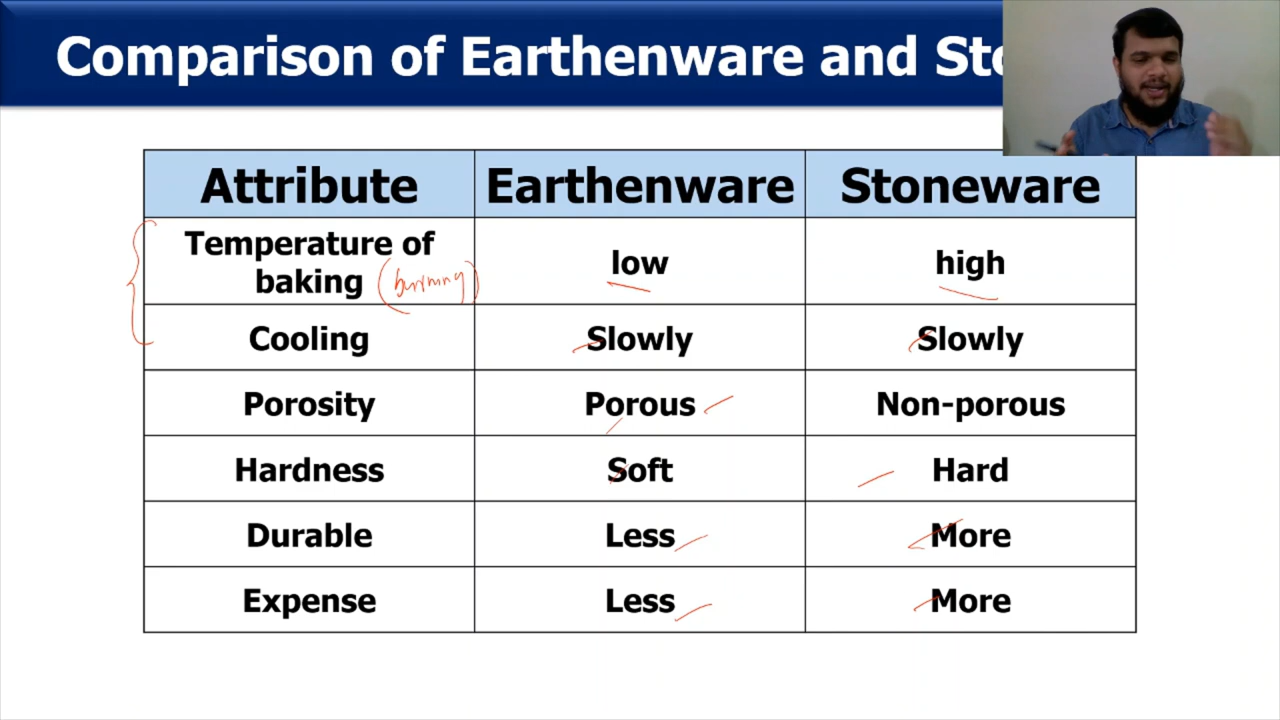 Comparison of Earthenware and Sto
Attribute Earthenware Stoneware
Temperature of
baking (burning) low high
Cooling Slowly Slowly
Porosity Porous Non-porous
Hardness Soft Hard
Durable Less More
Expense Less More